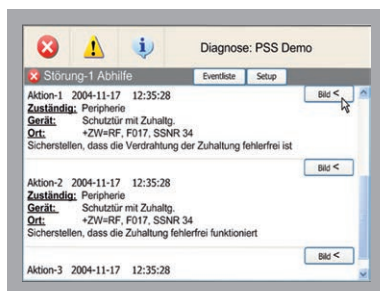 Diagnose: PSS Demo
Störung-1 Abhilfe Eventliste Setup
Aktion-1 2004-11-17 12:35:28 Bild <
Zuständig: Peripherie
Gerät: Schutztür mit Zuhaltg.
Ort: +ZW=RF, F017, SSNR 34
Sicherstellen, dass die Verdrahtung der Zuhaltung fehlerfrei ist
Bild <
Aktion-2 2004-11-17 12:35:28
Zuständig: Peripherie
Gerät: Schutztür mit Zuhaltg.
Ort: +ZW=RF, F017, SSNR 34
Sicherstellen, dass die Zuhaltung fehlerfrei funktioniert
Bild <
Aktion-3 2004-11-17 12:35:28